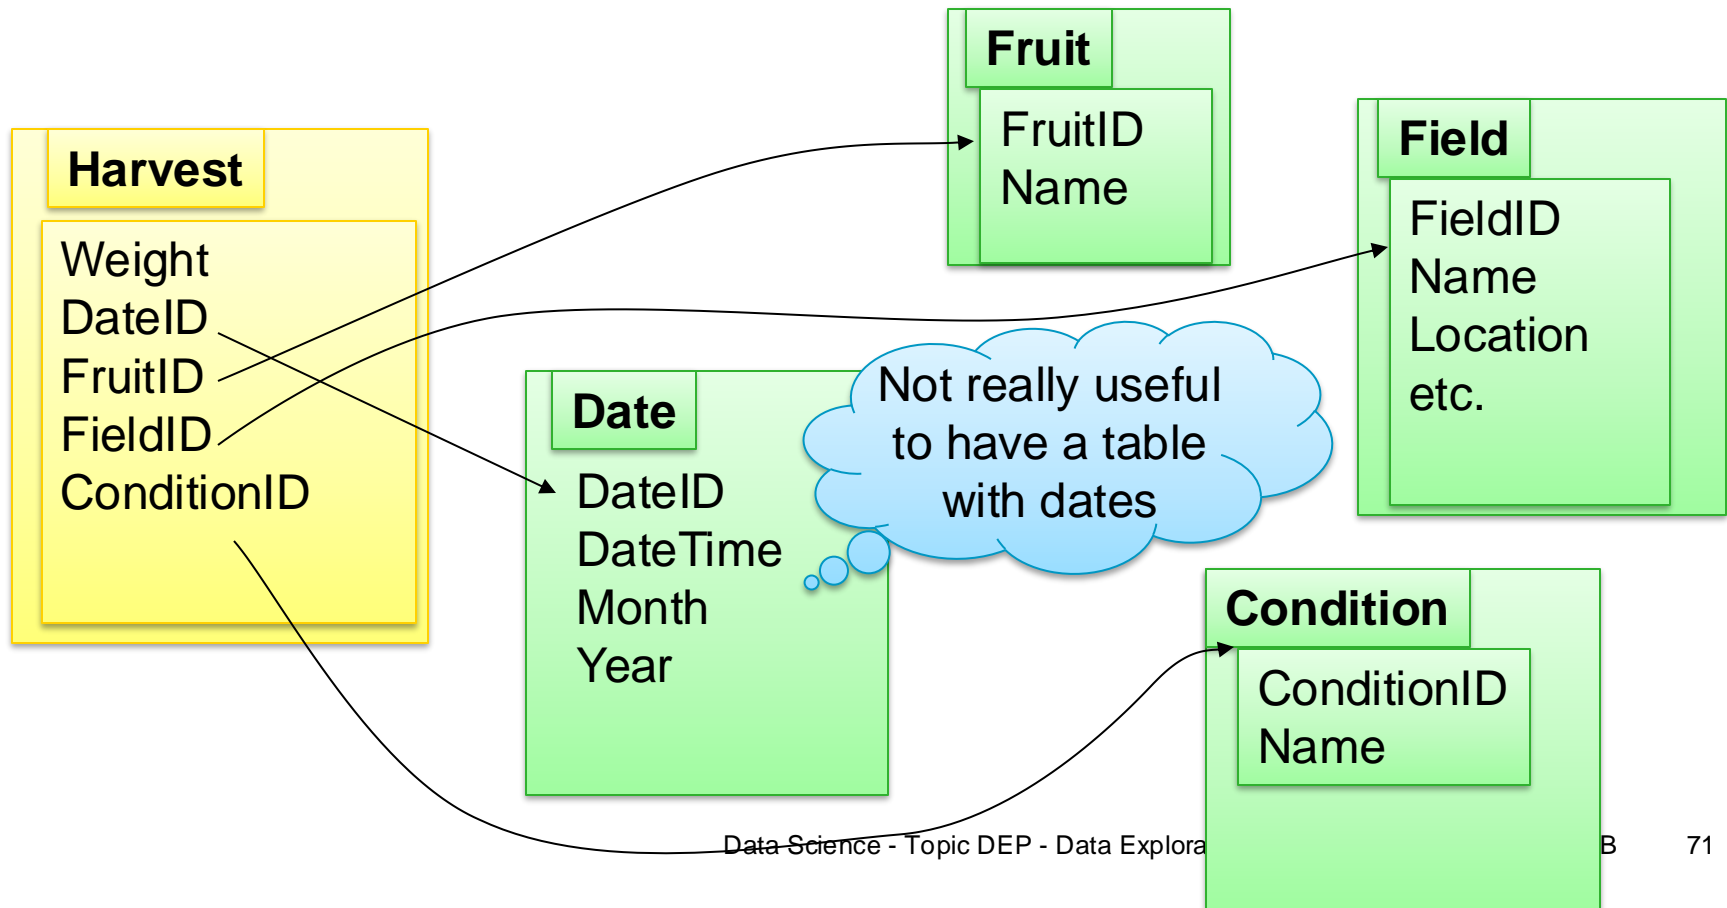 Harvest
Weight
DateID
FruitID
FieldID
ConditionID
Fruit
FruitID
Name
Field
FieldID
Name
Location
etc.
Date
DateID
DateTime
Month
Year
Not really useful
to have a table
with dates
Condition
ConditionID
Name
Data Science - Topic DEP - Data Explora
B
71